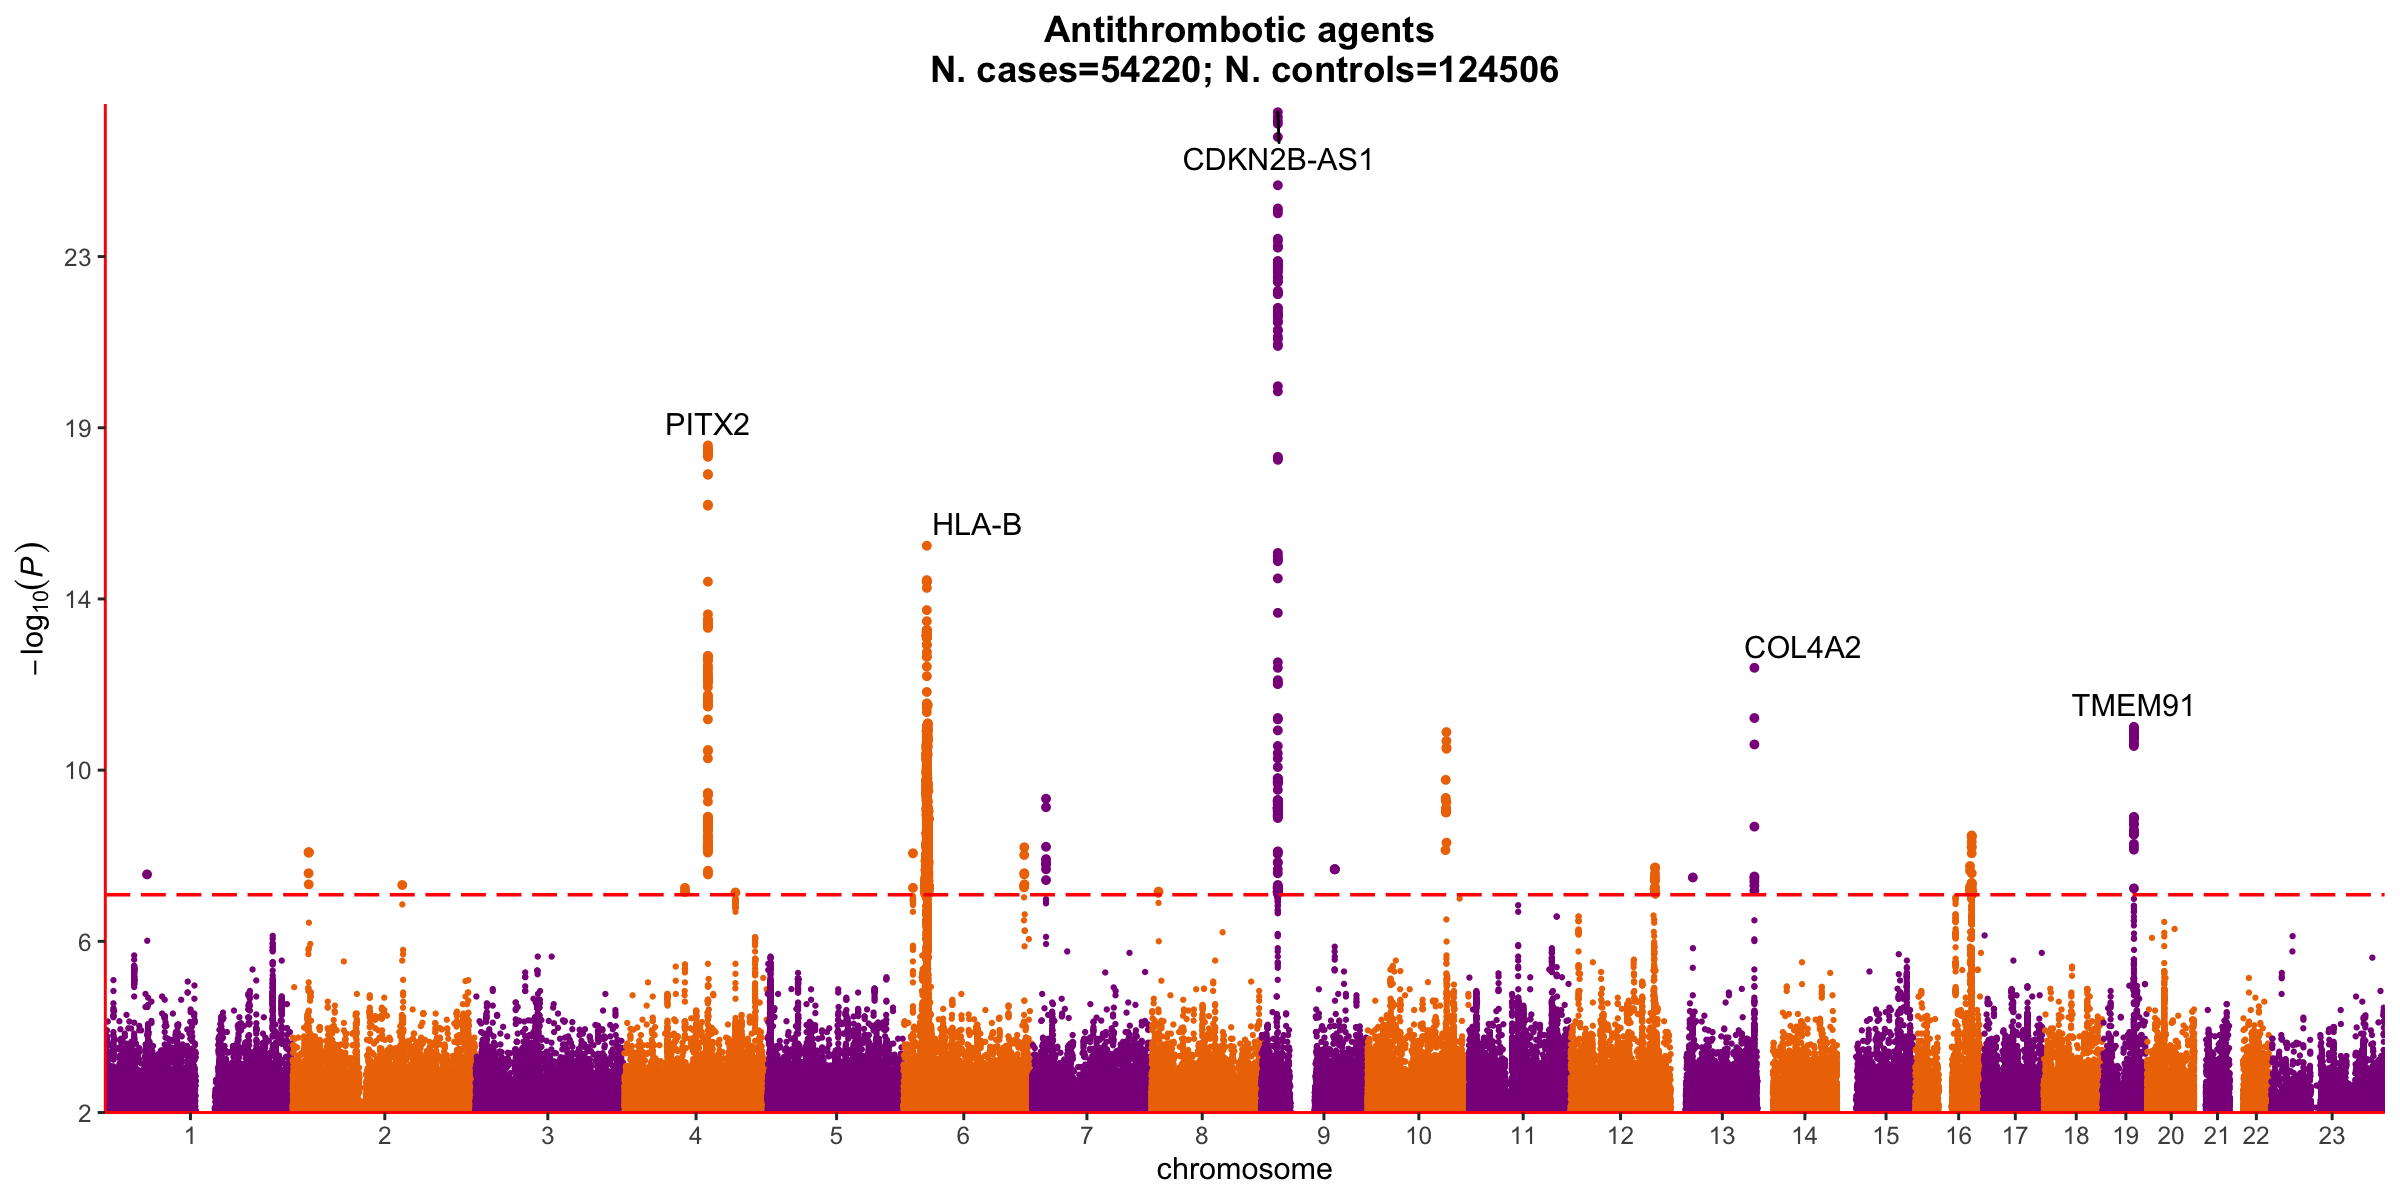 Antithrombotic agents
N. cases=54220; N. controls=124506
CDKN2B-AS1
23
19
PITX2
HLA-B
14
−log10(P)
COL4A2
TMEM91
10
6
2
1 2 3 4 5 6 7 8 9 10 11 12 13 14 15 16 17 18 19 20 21 22 23
chromosome